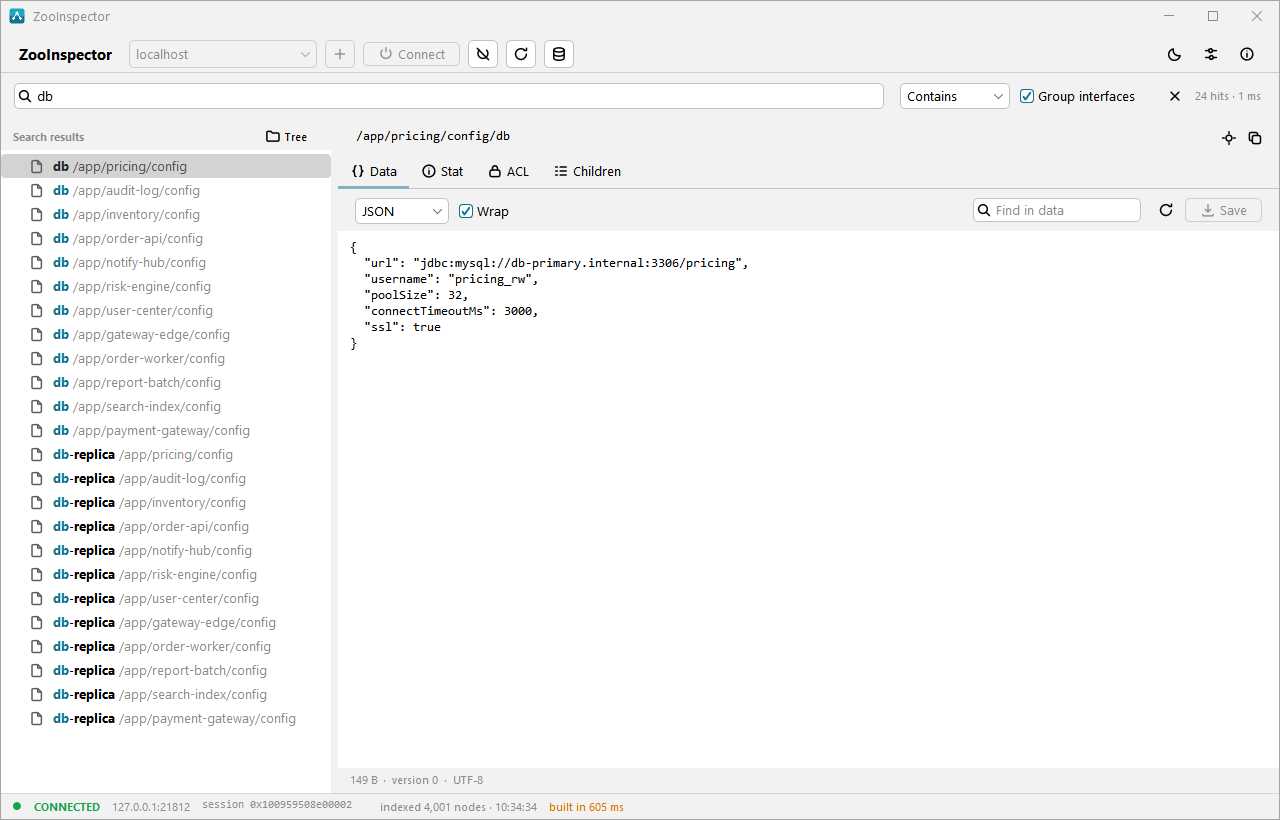 ZooInspector
ZooInspector localhost Connect
db Contains Group interfaces 24 hits · 1 ms
Search results Tree
/app/pricing/config/db
Data Stat ACL Children
JSON Wrap Find in data Save
db /app/pricing/config
db /app/audit-log/config
db /app/inventory/config
db /app/order-api/config
db /app/notify-hub/config
db /app/risk-engine/config
db /app/user-center/config
db /app/gateway-edge/config
db /app/order-worker/config
db /app/report-batch/config
db /app/search-index/config
db /app/payment-gateway/config
db-replica /app/pricing/config
db-replica /app/audit-log/config
db-replica /app/inventory/config
db-replica /app/order-api/config
db-replica /app/notify-hub/config
db-replica /app/risk-engine/config
db-replica /app/user-center/config
db-replica /app/gateway-edge/config
db-replica /app/order-worker/config
db-replica /app/report-batch/config
db-replica /app/search-index/config
db-replica /app/payment-gateway/config
{
"url": "jdbc:mysql://db-primary.internal:3306/pricing",
"username": "pricing_rw",
"poolSize": 32,
"connectTimeoutMs": 3000,
"ssl": true
}
149 B · version 0 · UTF-8
CONNECTED 127.0.0.1:21812 session 0x100959508e00002 indexed 4,001 nodes · 10:34:34 built in 605 ms